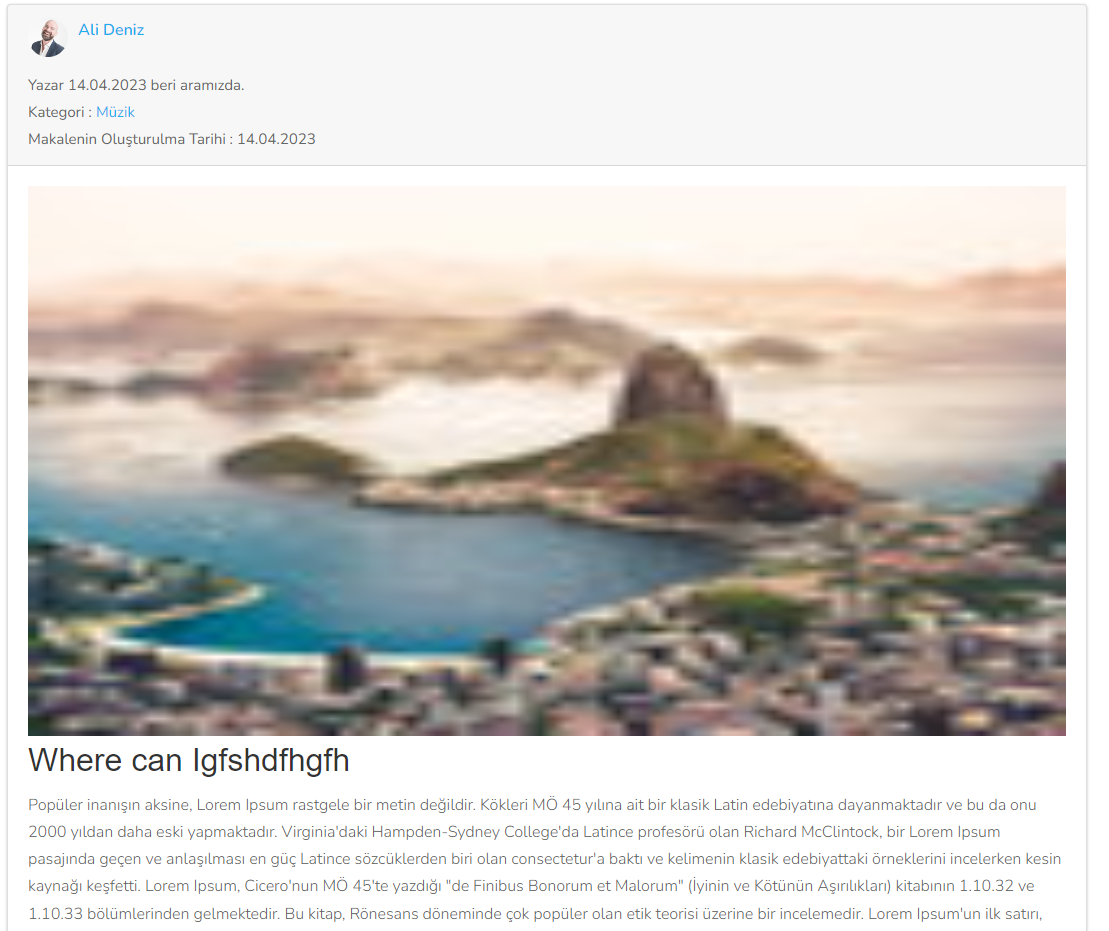 Ali Deniz
Yazar 14.04.2023 beri aramızda.
Kategori : Müzik
Makalenin Oluşturulma Tarihi : 14.04.2023
Where can Igfshdfhgfh
Popüler inanışın aksine, Lorem Ipsum rastgele bir metin değildir. Kökleri MÖ 45 yılına ait bir klasik Latin edebiyatına dayanmaktadır ve bu da onu
2000 yıldan daha eski yapmaktadır. Virginia'daki Hampden-Sydney College'da Latince profesörü olan Richard McClintock, bir Lorem Ipsum
pasajında geçen ve anlaşılması en güç Latince sözcüklerden biri olan consectetur'a baktı ve kelimenin klasik edebiyattaki örneklerini incelerken kesin
kaynağı keşfetti. Lorem Ipsum, Cicero'nun MÖ 45'te yazdığı "de Finibus Bonorum et Malorum" (İyinin ve Kötünün Aşırılıkları) kitabının 1.10.32 ve
1.10.33 bölümlerinden gelmektedir. Bu kitap, Rönesans döneminde çok popüler olan etik teorisi üzerine bir incelemedir. Lorem Ipsum'un ilk satırı,